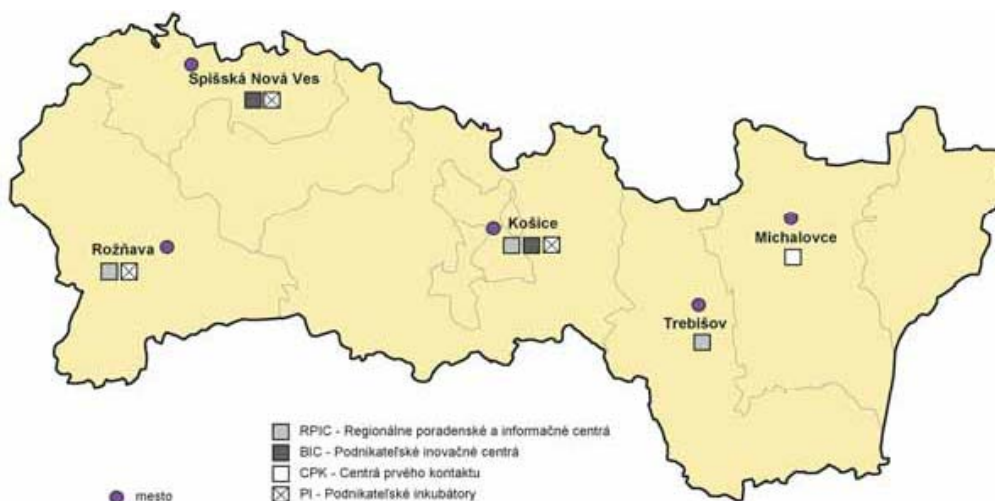 Spišská Nová Ves
Košice
Michalovce
Rožňava
Trebišov
RPIC - Regionálne poradenské a informačné centrá
BIC - Podnikateľské inovačné centrá
CPK - Centrá prvého kontaktu
mesto
PI - Podnikateľské inkubátory